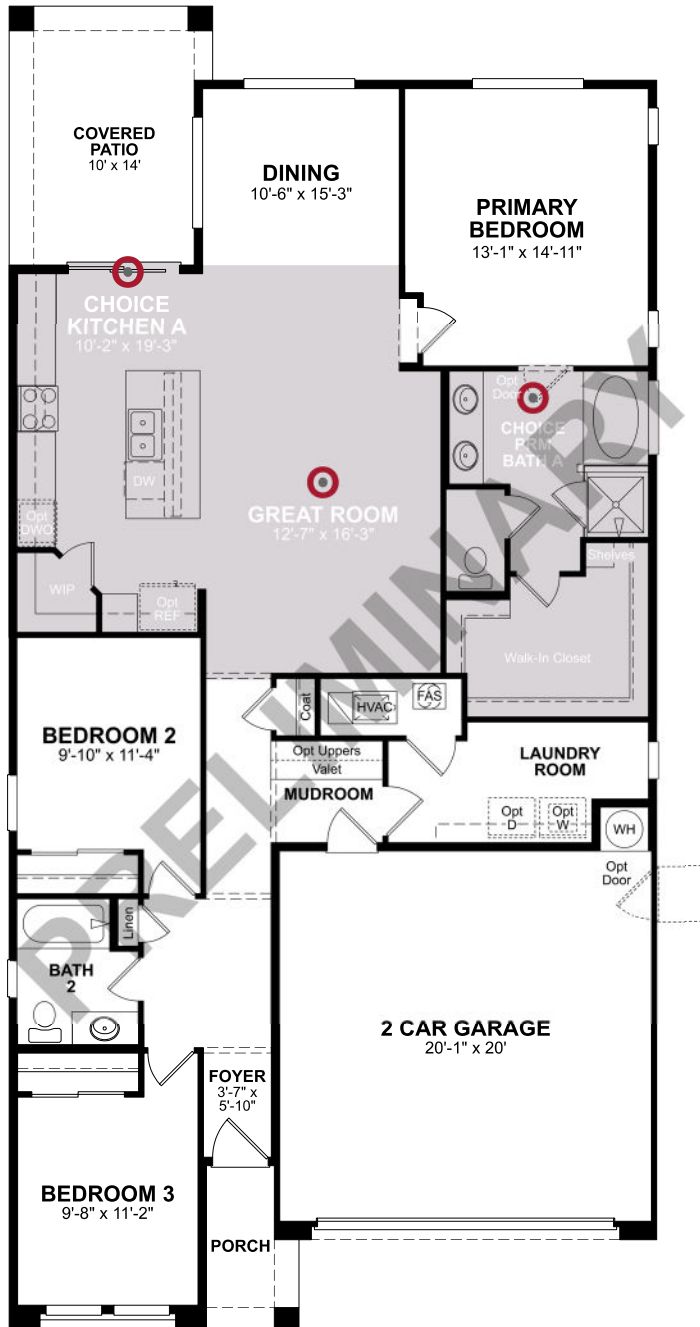 COVERED
PATIO
10' x 14'
DINING
10'-6" x 15'-3"
PRIMARY
BEDROOM
13'-1" x 14'-11"
CHOICE
KITCHEN A
10'-2" x 19'-3"
Opt
Door
CHOICE
PRM
BATH A
DW
GREAT ROOM
12'-7" x 16'-3"
Opt
DWO
WIP
Opt
REF
Shelves
Walk-In Closet
Coat
HVAC
FAS
BEDROOM 2
9'-10" x 11'-4"
Opt Uppers
Valet
MUDROOM
LAUNDRY
ROOM
Opt
D
Opt
W
WH
Opt
Door
Linen
BATH
2
2 CAR GARAGE
20'-1" x 20'
FOYER
3'-7" x
5'-10"
BEDROOM 3
9'-8" x 11'-2"
PORCH
PRELIMINARY